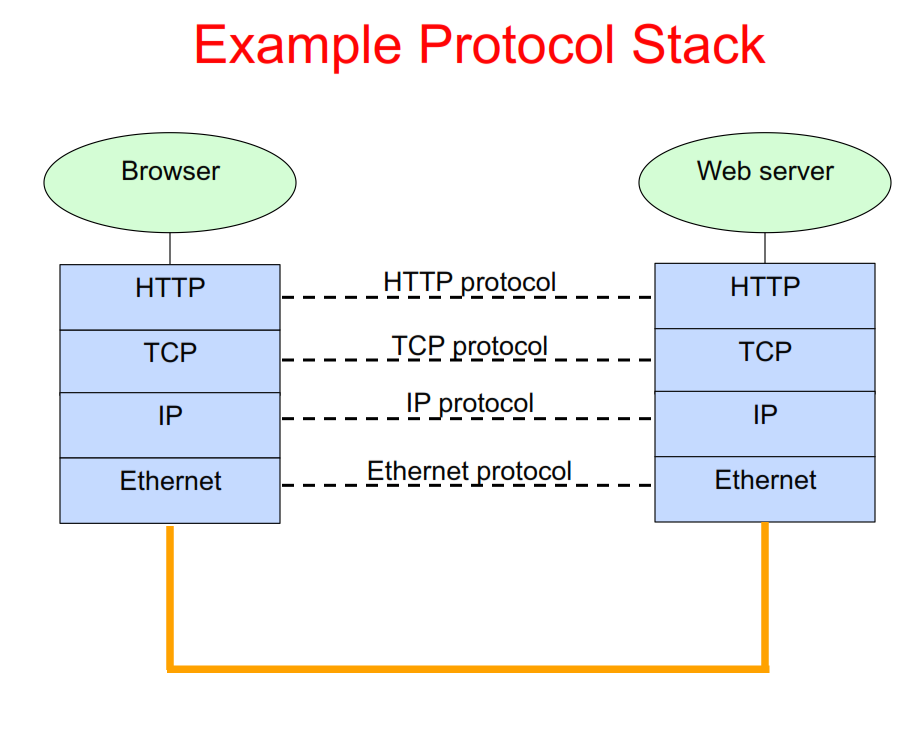 Example Protocol Stack
Browser
Web server
HTTP
HTTP protocol
HTTP
TCP
TCP protocol
TCP
IP
IP protocol
IP
Ethernet
Ethernet protocol
Ethernet